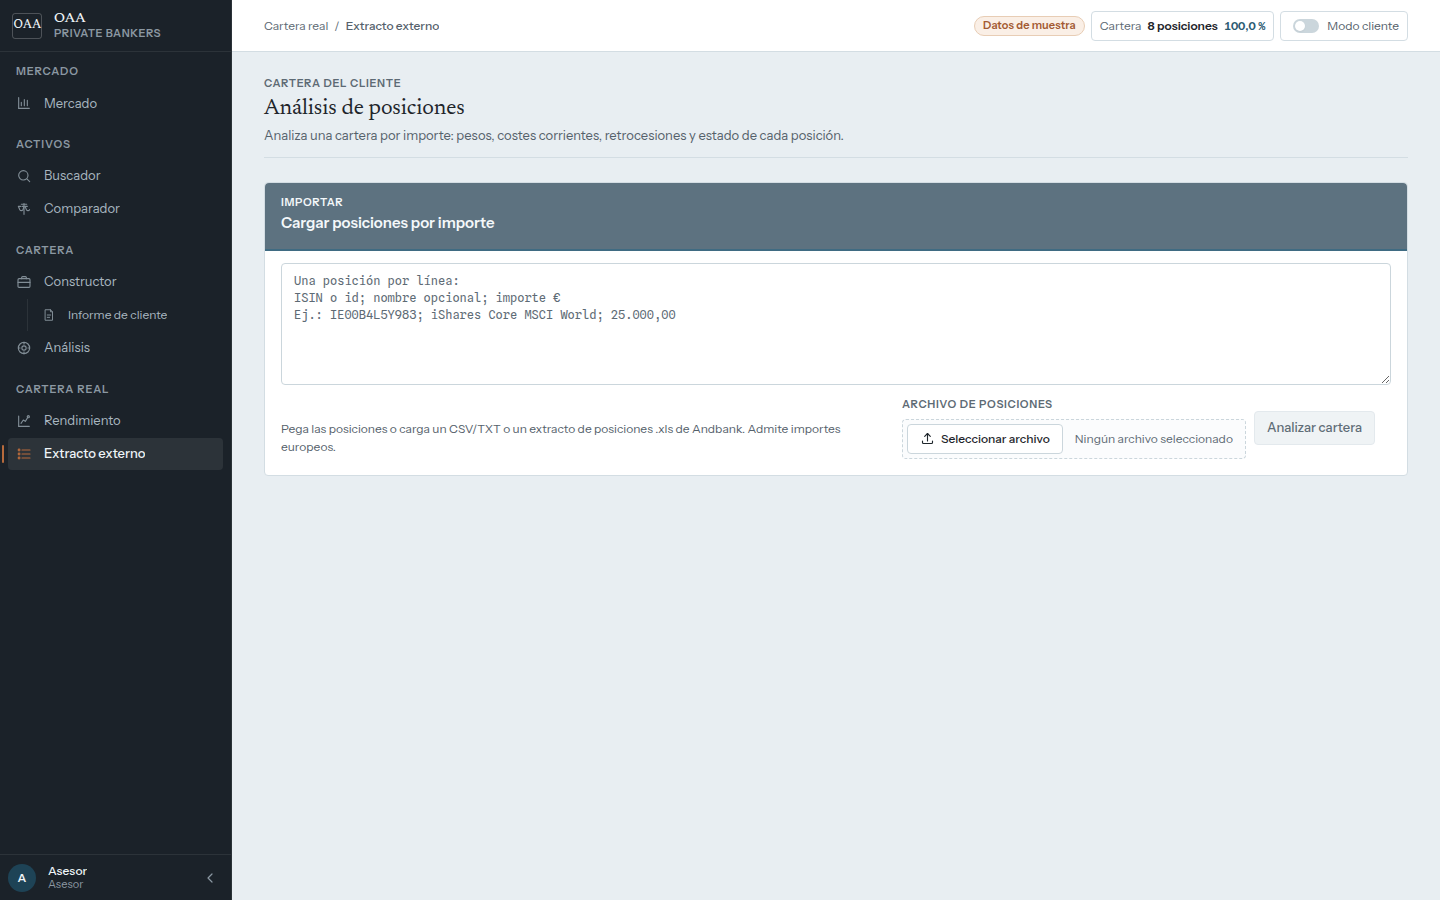 OAA
OAA
PRIVATE BANKERS
MERCADO
Mercado
ACTIVOS
Buscador
Comparador
CARTERA
Constructor
Informe de cliente
Análisis
CARTERA REAL
Rendimiento
Extracto externo
A
Asesor
Asesor
Cartera real / Extracto externo
Datos de muestra
Cartera 8 posiciones 100,0 %
Modo cliente
CARTERA DEL CLIENTE
Análisis de posiciones
Analiza una cartera por importe: pesos, costes corrientes, retrocesiones y estado de cada posición.
IMPORTAR
Cargar posiciones por importe
Una posición por línea:
ISIN o id; nombre opcional; importe €
Ej.: IE00B4L5Y983; iShares Core MSCI World; 25.000,00
Pega las posiciones o carga un CSV/TXT o un extracto de posiciones .xls de Andbank. Admite importes
europeos.
ARCHIVO DE POSICIONES
Seleccionar archivo
Ningún archivo seleccionado
Analizar cartera